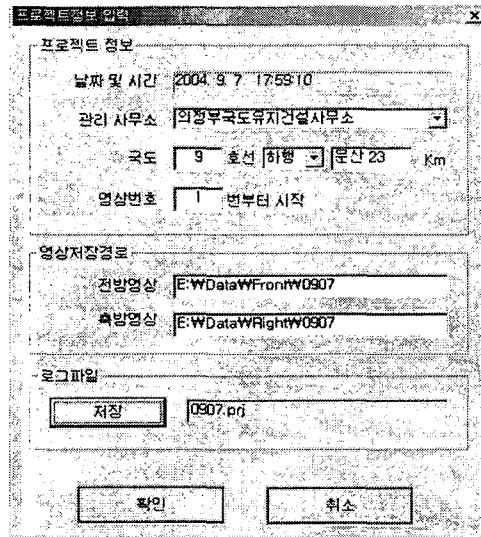 프로젝트정보 입력
프로젝트 정보
날짜 및 시간 2004. 9. 7 17:59:10
관리 사무소 의정부국도유지건설사무소
국도 9 호선 하행 문산 23 Km
영상번호 1 번부터 시작
영상저장경로
전방영상 E:₩Data₩Front₩0907
측방영상 E:₩Data₩Right₩0907
로그파일
저장 0907.prj
확인 취소